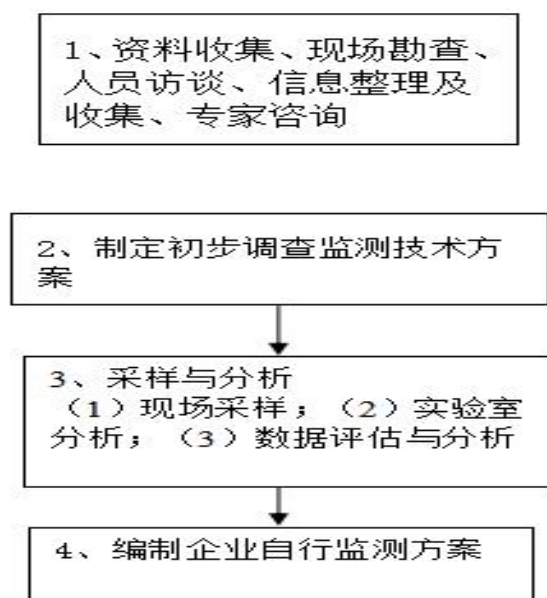 1、资料收集、现场勘查、
人员访谈、信息整理及
收集、专家咨询
2、制定初步调查监测技术方
案
3、采样与分析
（1）现场采样；（2）实验室
分析；（3）数据评估与分析
4、编制企业自行监测方案